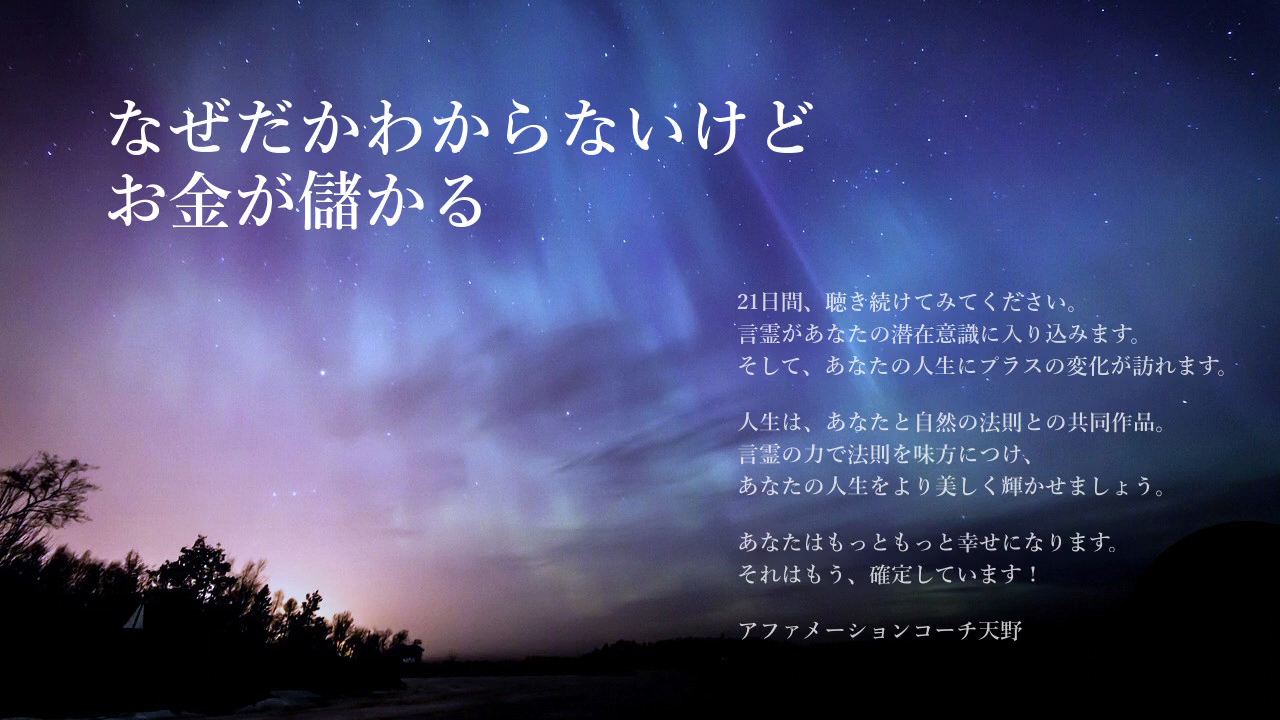 なぜだかわからないけど
お金が儲かる
21日間、聴き続けてみてください。
言霊があなたの潜在意識に入り込みます。
そして、あなたの人生にプラスの変化が訪れます。
人生は、あなたと自然の法則との共同作品。
言霊の力で法則を味方につけ、
あなたの人生をより美しく輝かせましょう。
あなたはもっともっと幸せになります。
それはもう、確定しています！
アファメーションコーチ天野